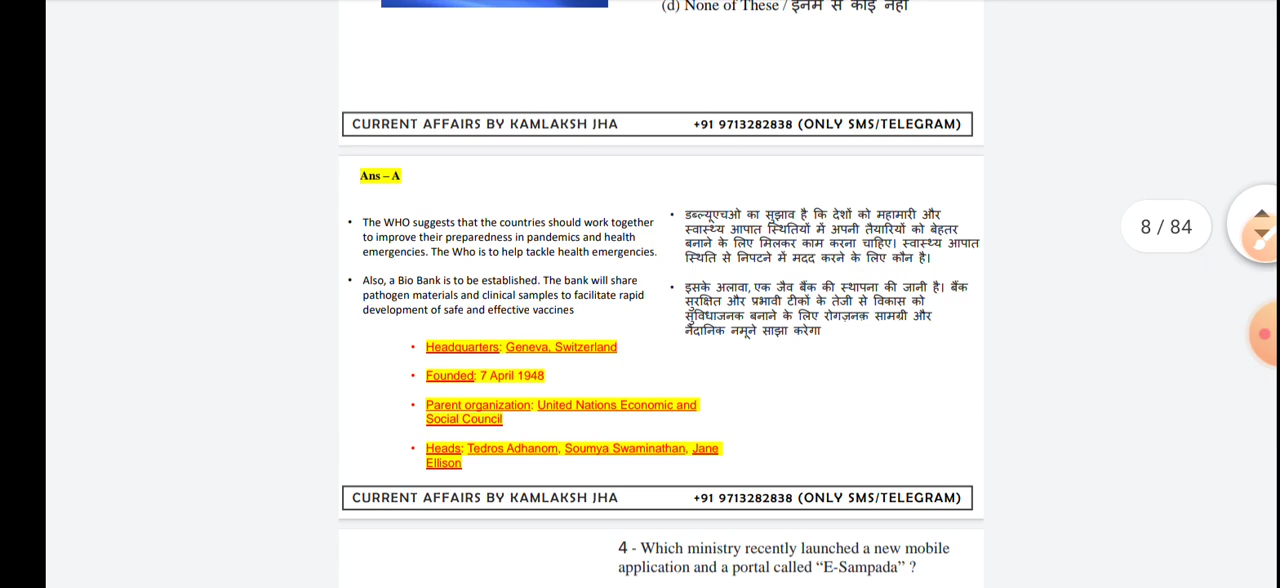 (d) None of These / इनमें से कोई नहीं
CURRENT AFFAIRS BY KAMLAKSH JHA +91 9713282838 (ONLY SMS/TELEGRAM)
Ans – A
• The WHO suggests that the countries should work together
to improve their preparedness in pandemics and health
emergencies. The Who is to help tackle health emergencies.
• Also, a Bio Bank is to be established. The bank will share
pathogen materials and clinical samples to facilitate rapid
development of safe and effective vaccines
• डब्ल्यूएचओ का सुझाव है कि देशों को महामारी और
स्वास्थ्य आपात स्थितियों में अपनी तैयारियों को बेहतर
बनाने के लिए मिलकर काम करना चाहिए। स्वास्थ्य आपात
स्थिति से निपटने में मदद करने के लिए कौन है।
• इसके अलावा, एक जैव बैंक की स्थापना की जानी है। बैंक
सुरक्षित और प्रभावी टीकों के तेजी से विकास को
सुविधाजनक बनाने के लिए रोगज़नक़ सामग्री और
नैदानिक नमूने साझा करेगा
• Headquarters: Geneva, Switzerland
• Founded: 7 April 1948
• Parent organization: United Nations Economic and
Social Council
• Heads: Tedros Adhanom, Soumya Swaminathan, Jane
Ellison
CURRENT AFFAIRS BY KAMLAKSH JHA +91 9713282838 (ONLY SMS/TELEGRAM)
4 - Which ministry recently launched a new mobile
application and a portal called “E-Sampada” ?
8 / 84